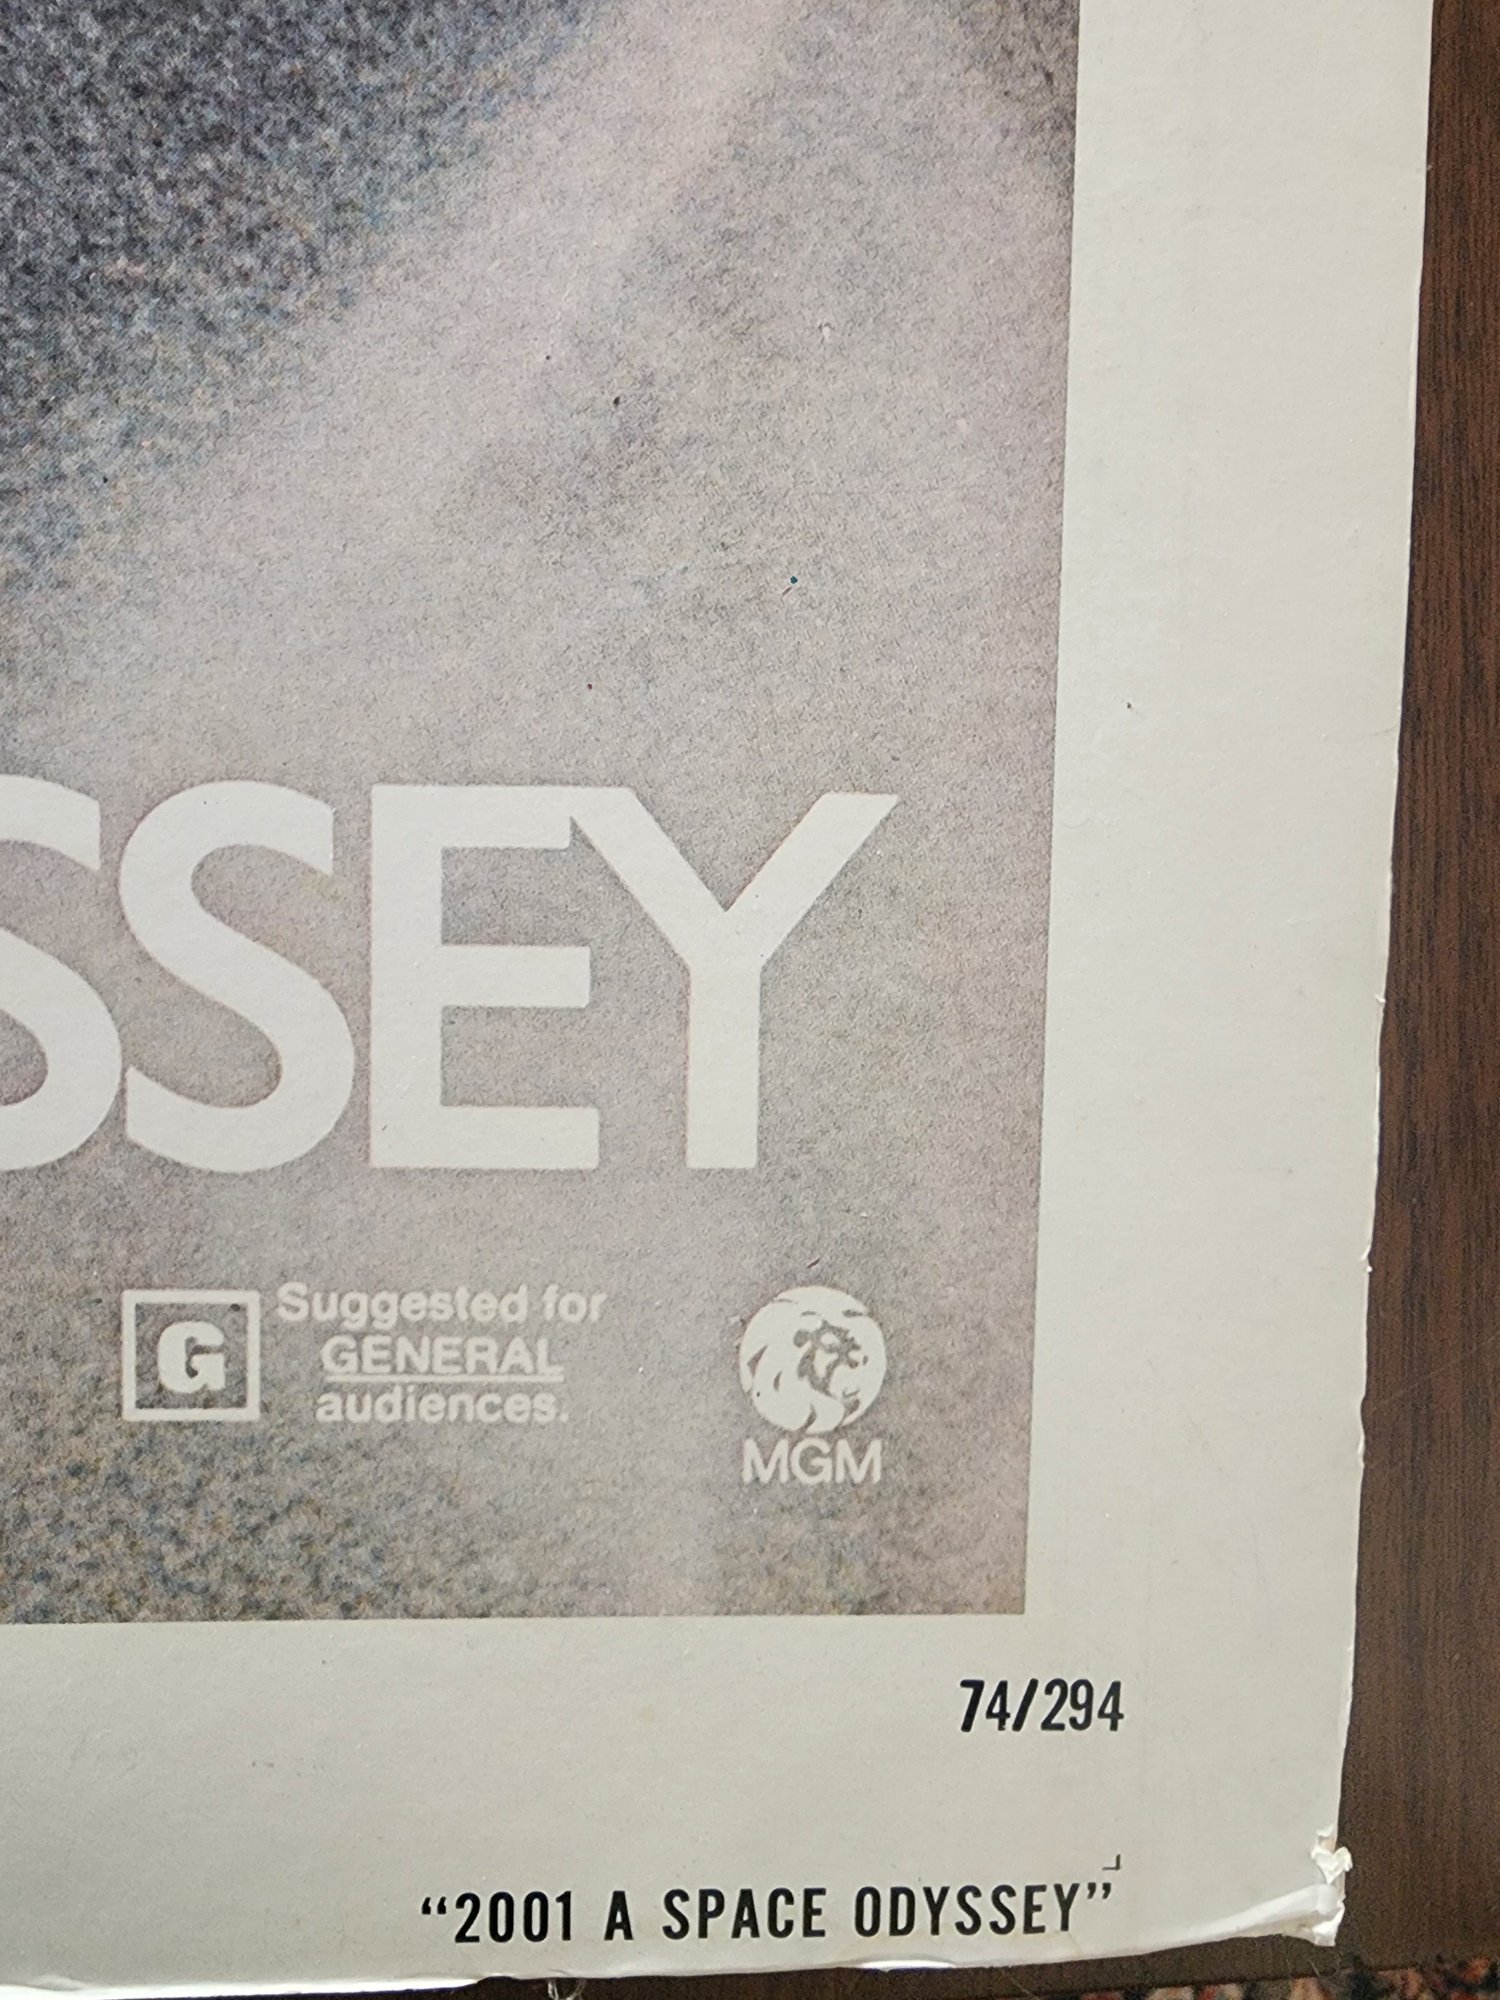 SSEY
G
Suggested for
GENERAL
audiences.
MGM
74/294
“2001 A SPACE ODYSSEY”